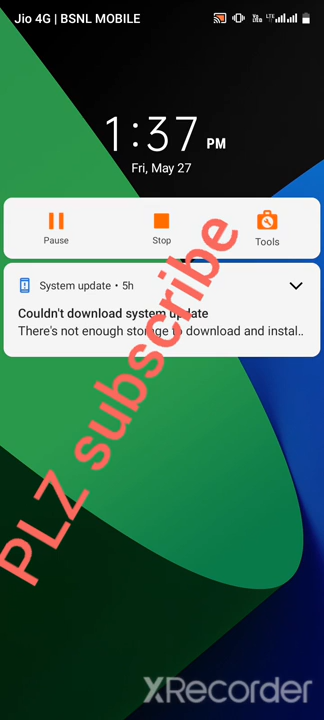 Jio 4G | BSNL MOBILE
1:37 PM
Fri, May 27
Pause
Stop
Tools
System update • 5h
Couldn't download system update
There's not enough storage to download and instal..
PLZ subscribe
XRecorder